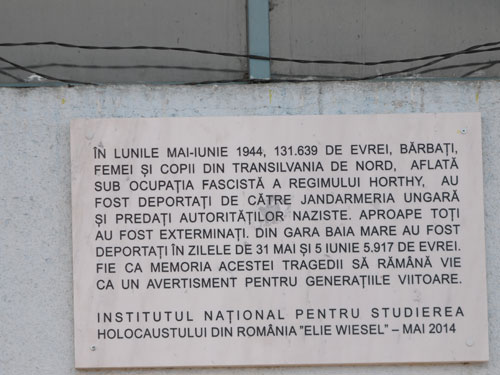 ÎN LUNILE MAI-IUNIE 1944, 131.639 DE EVREI, BĂRBAȚI,
FEMEI ȘI COPII DIN TRANSILVANIA DE NORD, AFLATĂ
SUB OCUPAȚIA FASCISTĂ A REGIMULUI HORTHY, AU
FOST DEPORTAȚI DE CĂTRE JANDARMERIA UNGARĂ
ȘI PREDAȚI AUTORITĂȚILOR NAZISTE. APROAPE TOȚI
AU FOST EXTERMINAȚI. DIN GARA BAIA MARE AU FOST
DEPORTAȚI ÎN ZILELE DE 31 MAI ȘI 5 IUNIE 5.917 DE EVREI.
FIE CA MEMORIA ACESTEI TRAGEDII SĂ RĂMÂNĂ VIE
CA UN AVERTISMENT PENTRU GENERAȚIILE VIITOARE.
INSTITUTUL NAȚIONAL PENTRU STUDIEREA
HOLOCAUSTULUI DIN ROMÂNIA "ELIE WIESEL" – MAI 2014